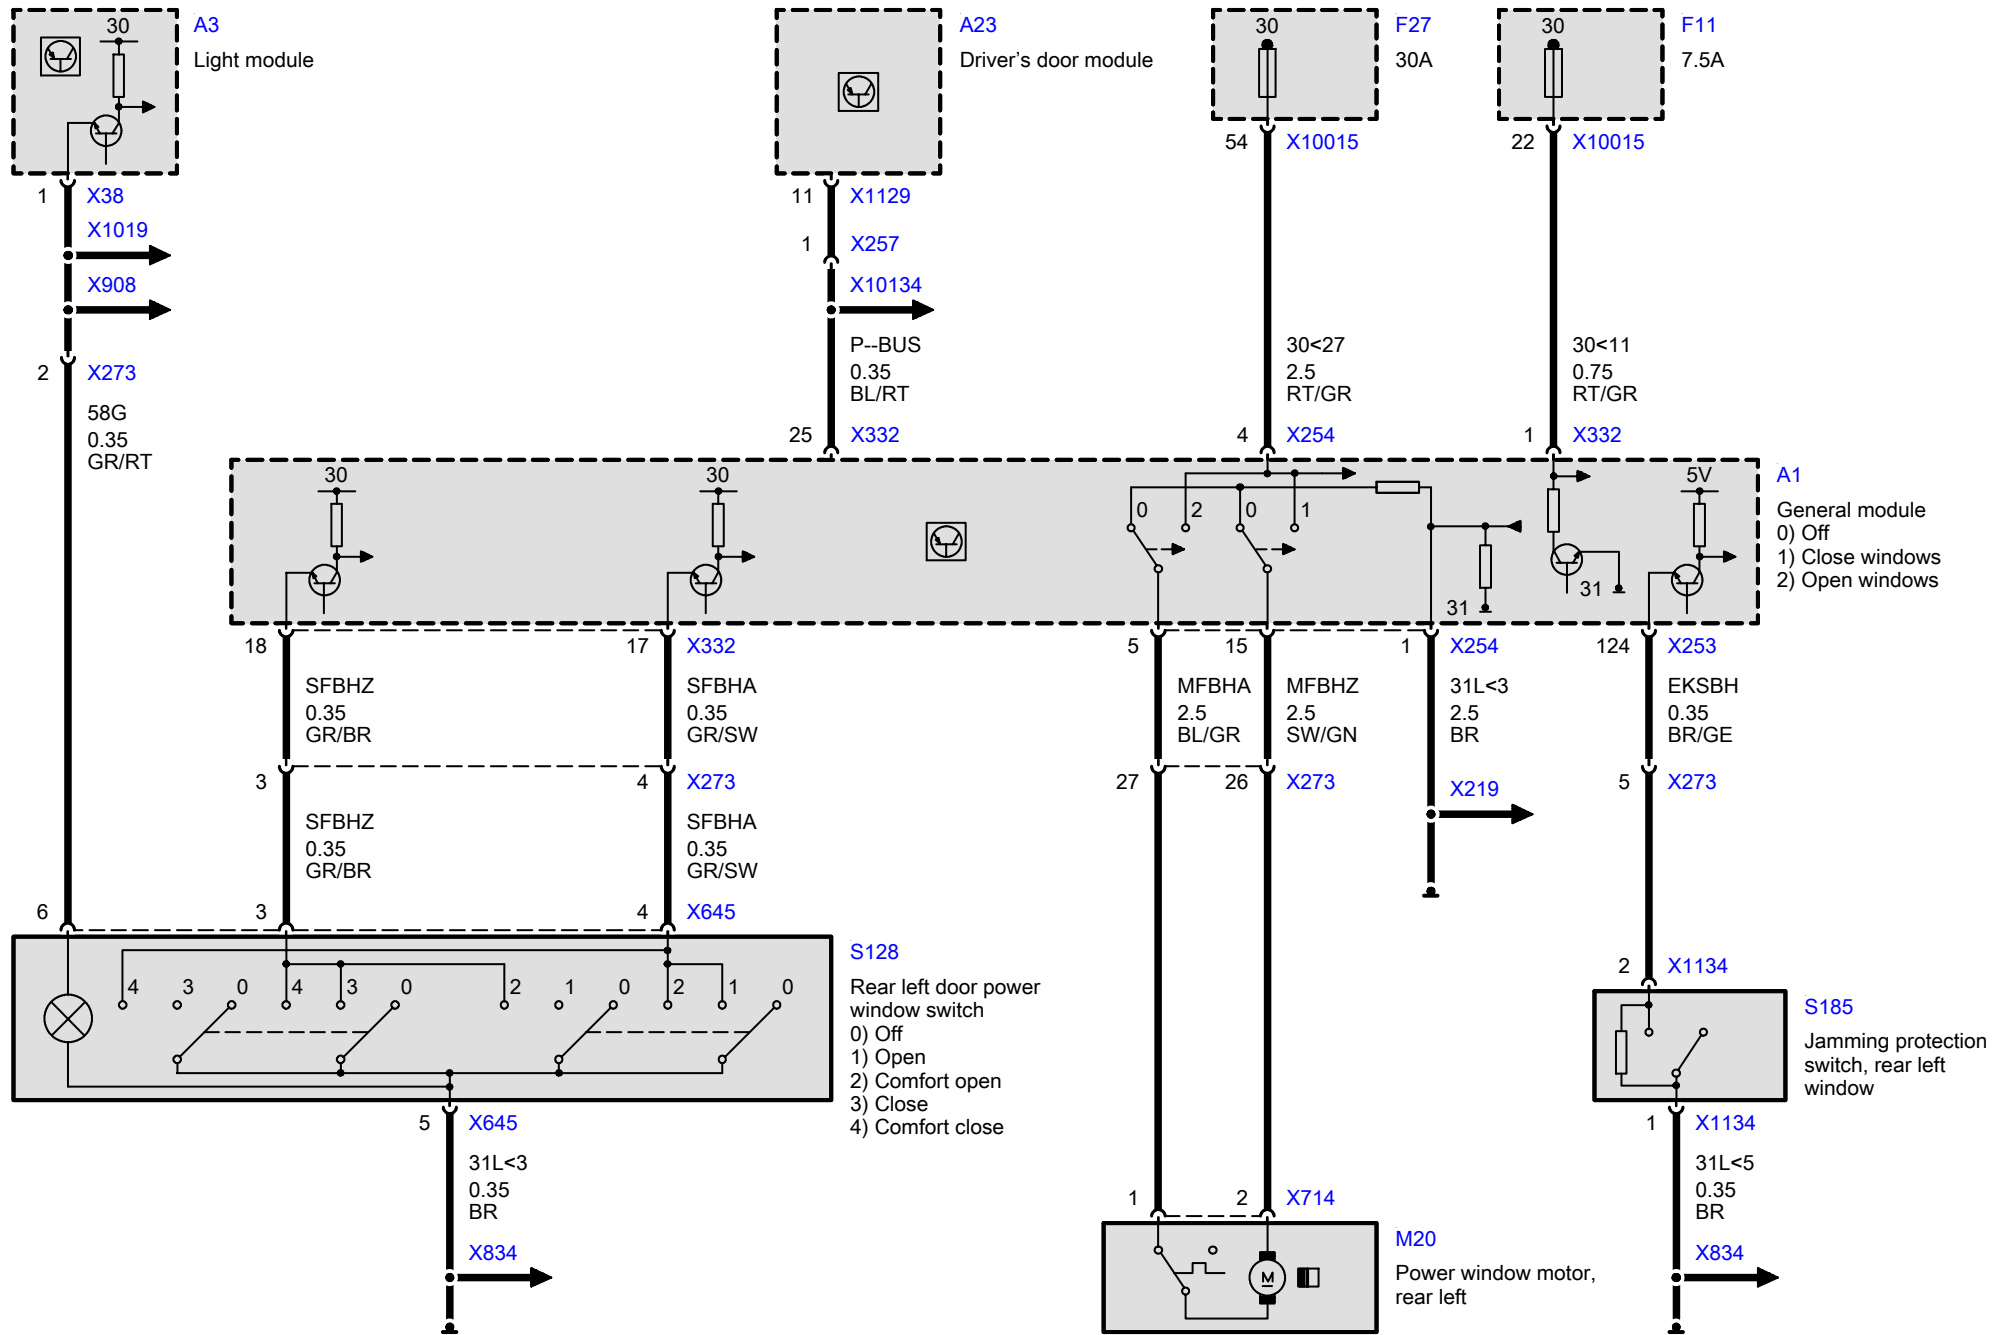 30
A3
Light module
A23
Driver's door module
30
F27
30A
30
F11
7.5A
54
X10015
22
X10015
1
X38
11
X1129
X1019
1
X257
X908
X10134
2
X273
P--BUS
0.35
BL/RT
30<27
2.5
RT/GR
30<11
0.75
RT/GR
58G
0.35
GR/RT
25
X332
4
X254
1
X332
30
30
5V
A1
0
2
0
1
General module
0) Off
1) Close windows
2) Open windows
31
31
18
17
X332
5
15
1
X254
124
X253
SFBHZ
0.35
GR/BR
SFBHA
0.35
GR/SW
MFBHA
2.5
BL/GR
MFBHZ
2.5
SW/GN
31L<3
2.5
BR
EKSBH
0.35
BR/GE
3
4
X273
27
26
X273
X219
5
X273
SFBHZ
0.35
GR/BR
SFBHA
0.35
GR/SW
6
3
4
X645
S128
2
X1134
4
3
0
4
3
0
2
1
0
2
1
0
Rear left door power
window switch
0) Off
1) Open
2) Comfort open
3) Close
4) Comfort close
S185
Jamming protection
switch, rear left
window
5
X645
1
X1134
31L<3
0.35
BR
31L<5
0.35
BR
1
2
X714
X834
M20
X834
M
Power window motor,
rear left